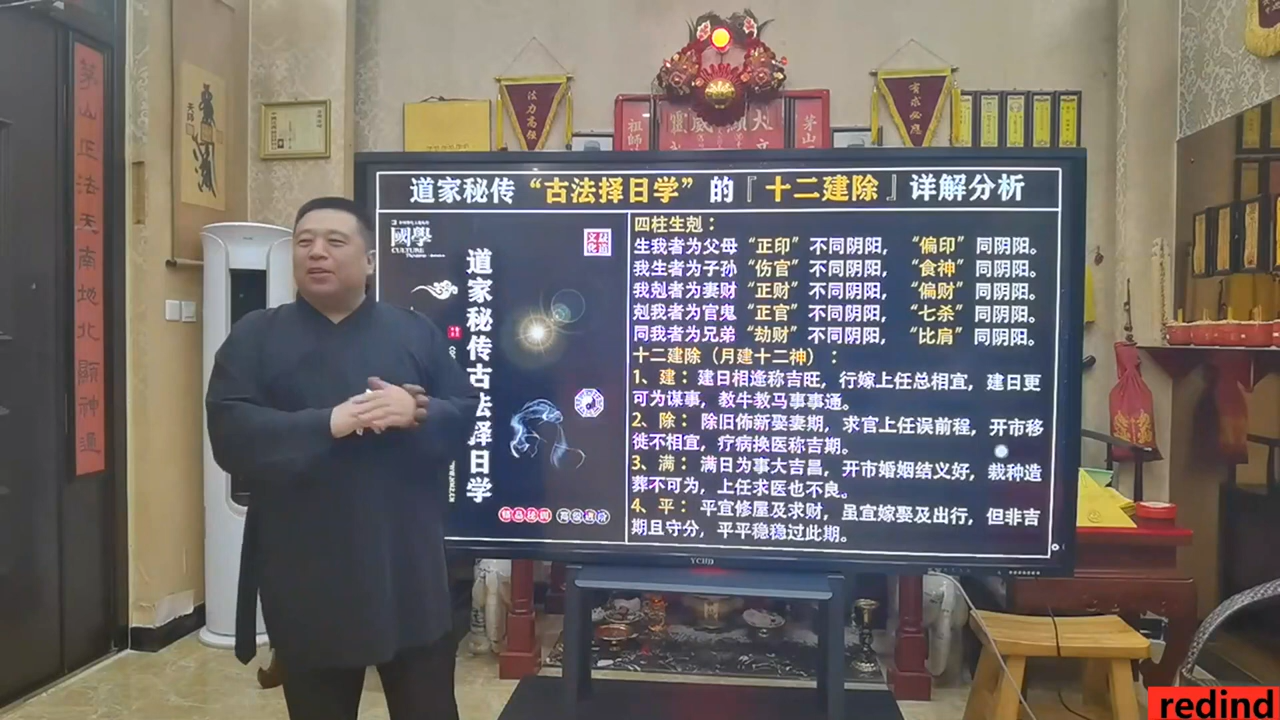 茅山正法天南地北顯神通
法力高强
有求必應
祖師
茅山
道家秘传“古法择日学”的『十二建除』详解分析
國學
CULTURE
道家秘传古法择日学
四柱生剋：
生我者为父母“正印”不同阴阳，“偏印”同阴阳。
我生者为子孙“伤官”不同阴阳，“食神”同阴阳。
我剋者为妻财“正财”不同阴阳，“偏财”同阴阳。
剋我者为官鬼“正官”不同阴阳，“七杀”同阴阳。
同我者为兄弟“劫财”不同阴阳，“比肩”同阴阳。
十二建除（月建十二神）：
1、建：建日相逢称吉旺，行嫁上任总相宜，建日更
可为谋事，教牛教马事事通。
2、除：除旧佈新娶妻期，求官上任误前程，开市移
徙不相宜，疗病换医称吉期。
3、满：满日为事大吉昌，开市婚姻结义好，栽种造
葬不可为，上任求医也不良。
4、平：平宜修屋及求财，虽宜嫁娶及出行，但非吉
期且守分，平平稳稳过此期。
redind